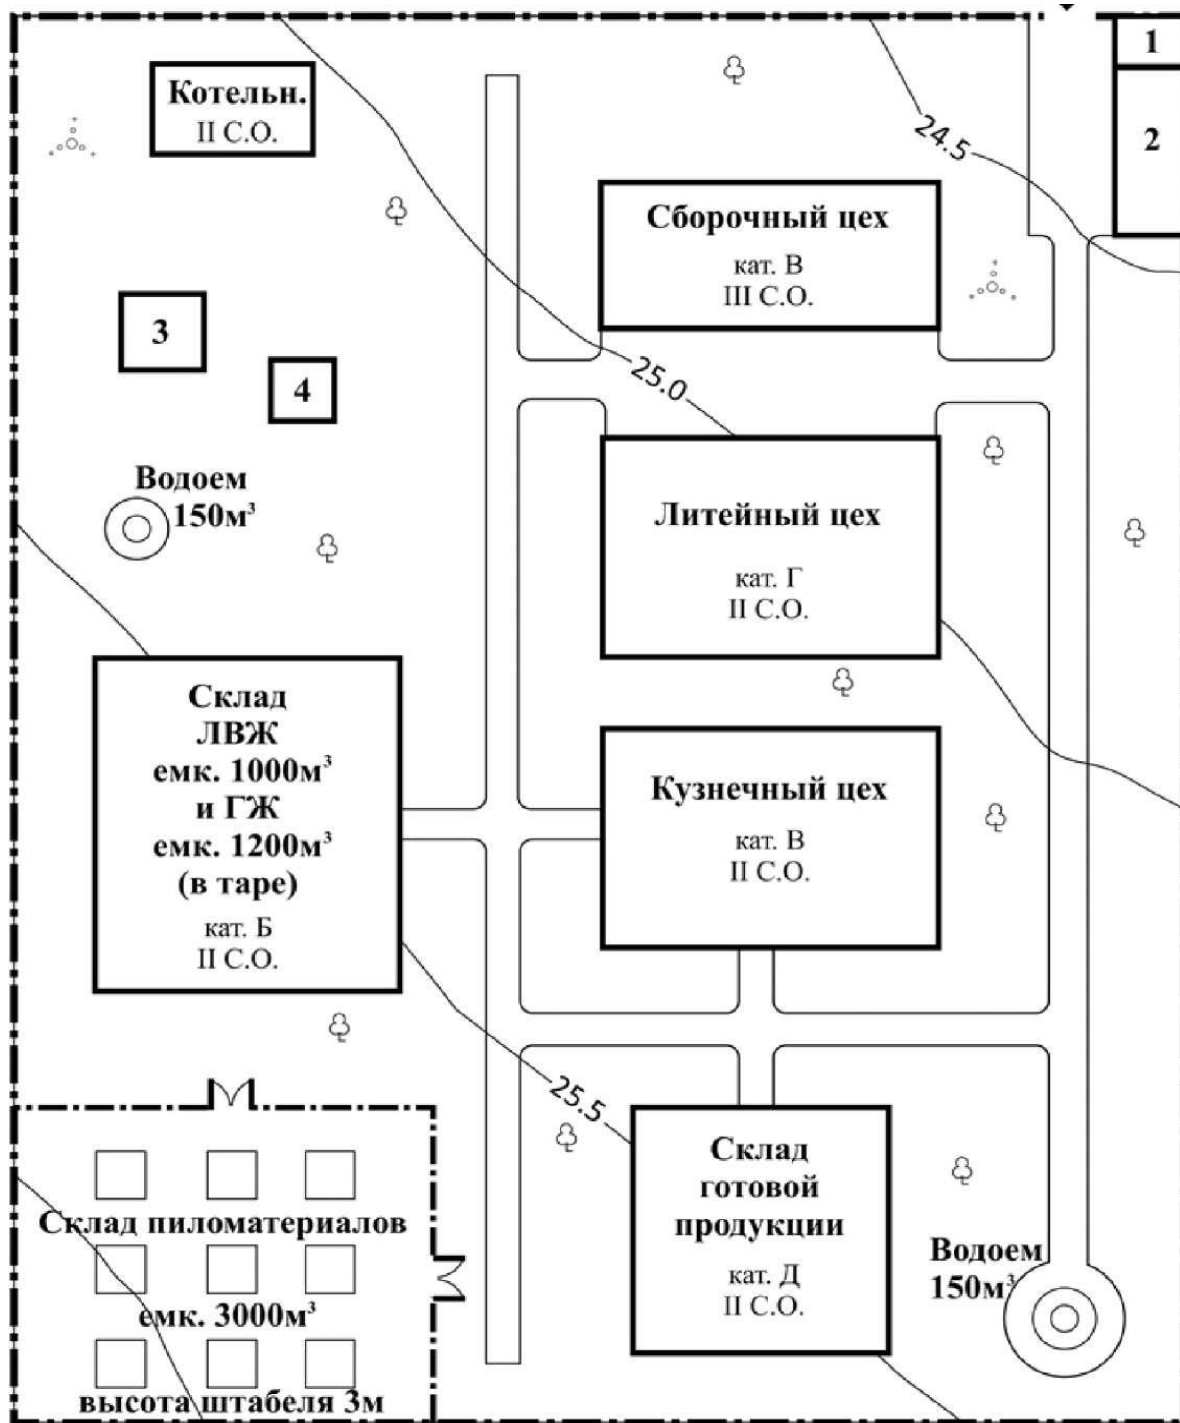 1
Котельн.
II С.О.
2
24.5
Сборочный цех
кат. В
III С.О.
3
4
25.0
Водоем
150м³
Литейный цех
кат. Г
II С.О.
Склад
ЛВЖ
емк. 1000м³
и ГЖ
емк. 1200м³
(в таре)
кат. Б
II С.О.
Кузнечный цех
кат. В
II С.О.
25.5
Склад
готовой
продукции
кат. Д
II С.О.
Склад пиломатериалов
емк. 3000м³
высота штабеля 3м
Водоем
150м³